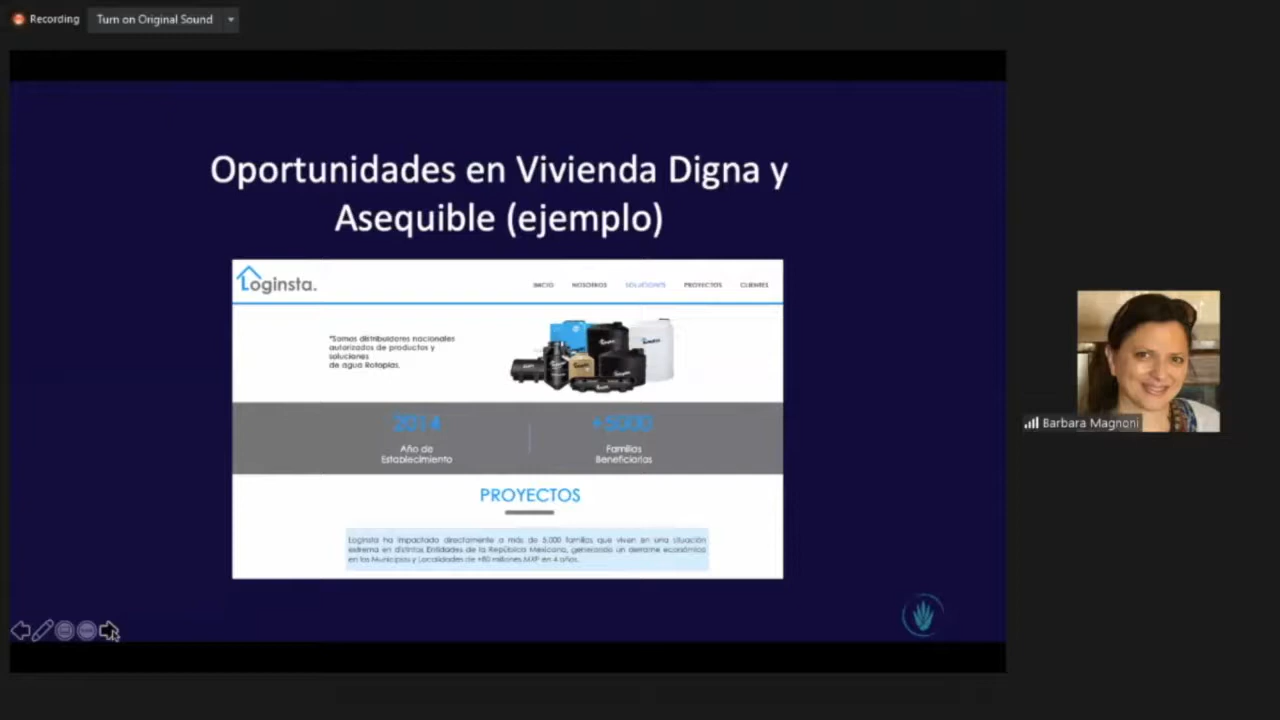 Recording
Turn on Original Sound
Oportunidades en Vivienda Digna y
Asequible (ejemplo)
Loginsta.
INICIO NOSOTROS SOLUCIONES PROYECTOS CLIENTES
"Somos distribuidores nacionales
autorizados de productos y
soluciones
de agua Rotoplas.
2014
Año de
Establecimiento
+5000
Familias
Beneficiarias
PROYECTOS
Loginsta ha impactado directamente a más de 5,000 familias que viven en una situación
extrema en distintas Entidades de la República Mexicana, generando un derrame económico
en los Municipios y Localidades de +80 millones MXP en 4 años.
Barbara Magnoni